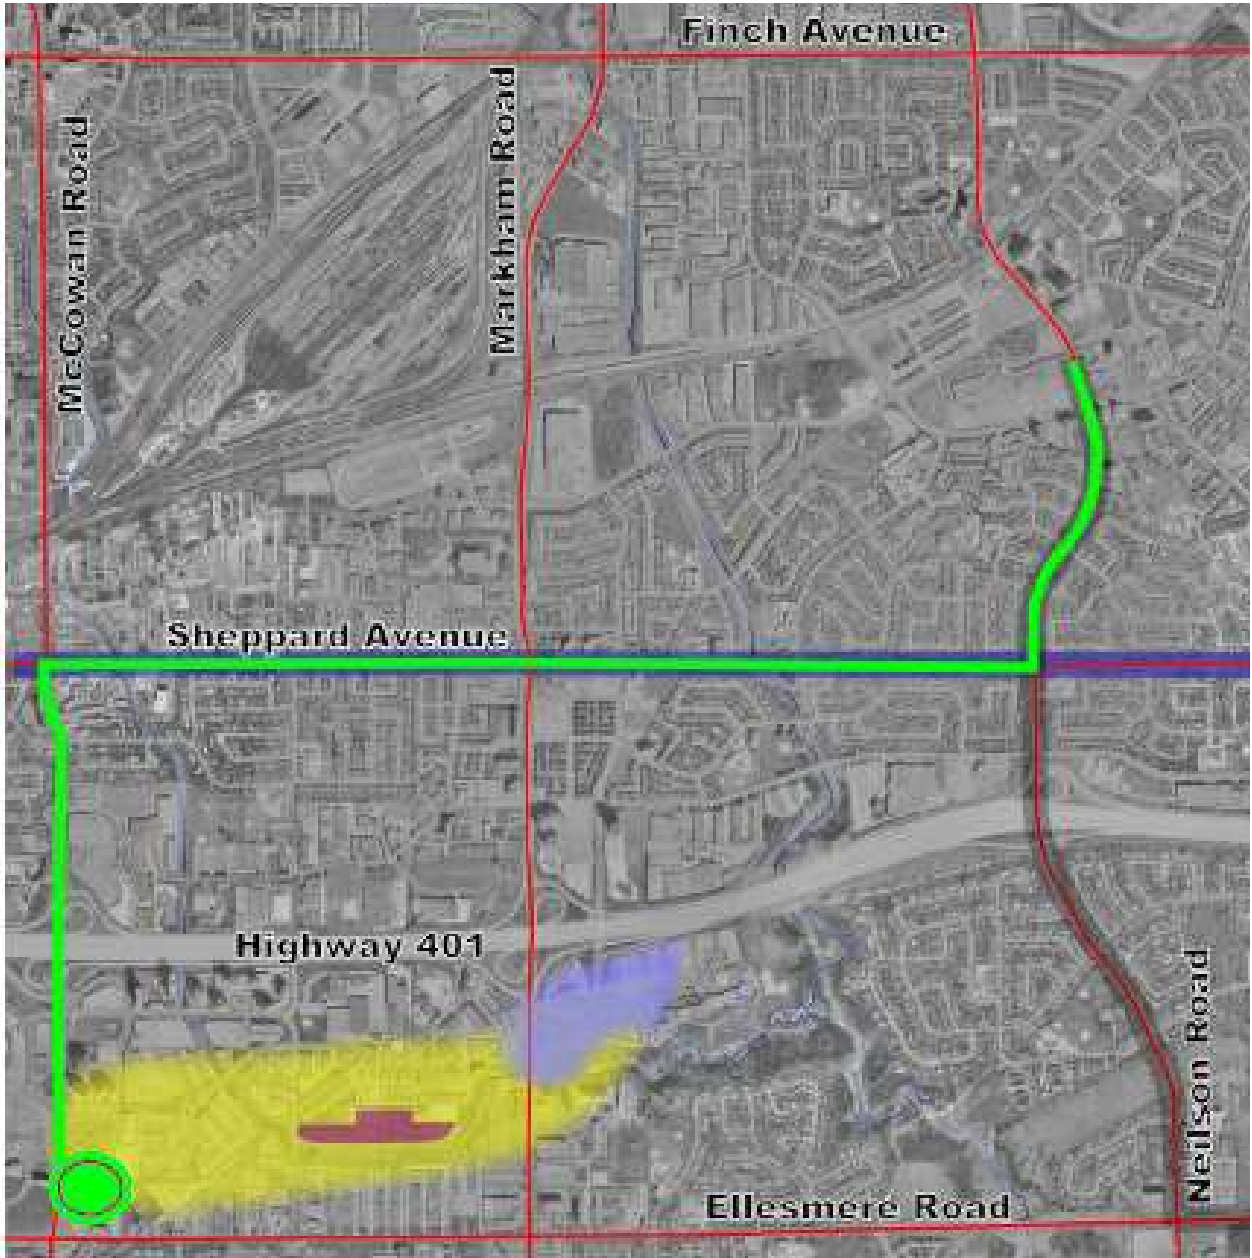 Finch Avenue
McCowan Road
Markham Road
Sheppard Avenue
Highway 401
Neilson Road
Ellesmere Road